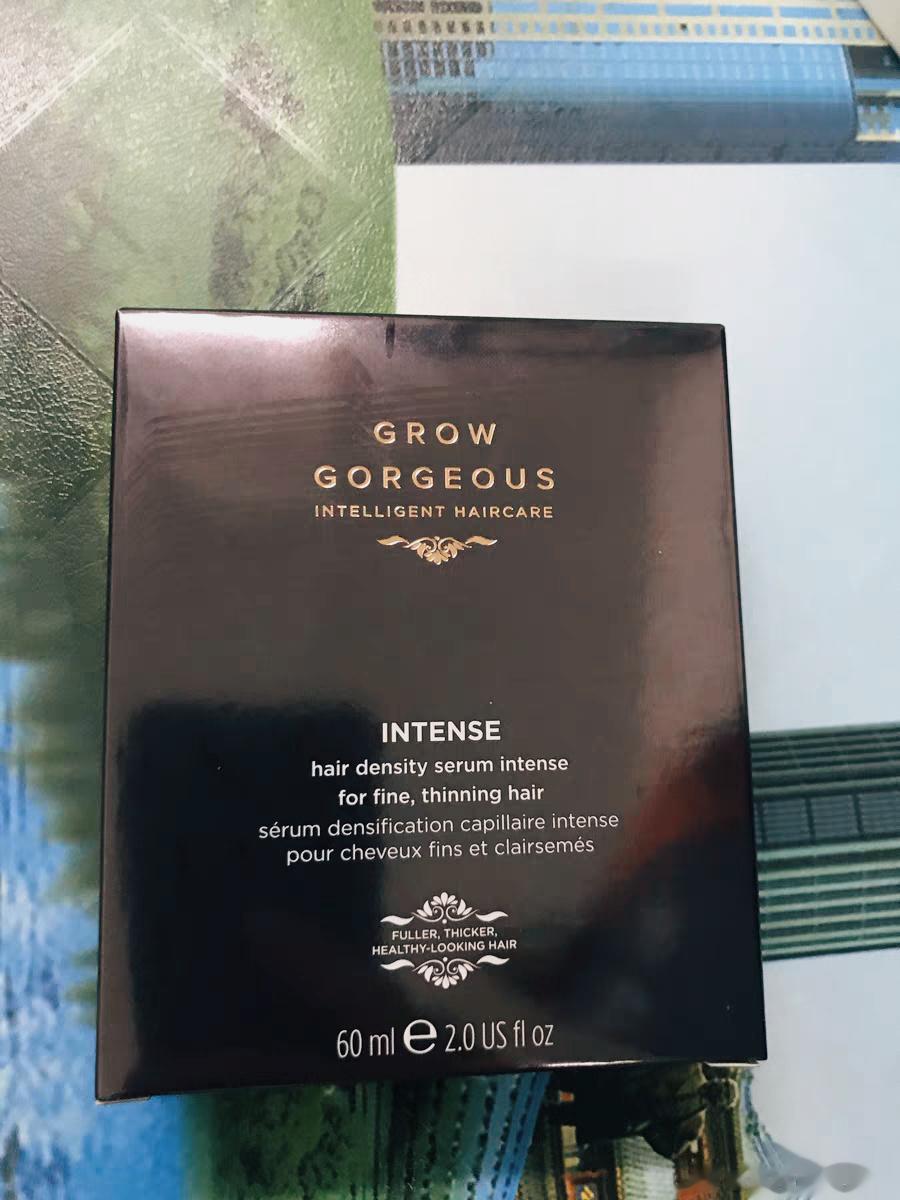 GROW
GORGEOUS
INTELLIGENT HAIRCARE
INTENSE
hair density serum intense
for fine, thinning hair
sérum densification capillaire intense
pour cheveux fins et clairsemés
FULLER, THICKER,
HEALTHY-LOOKING HAIR
60 ml e 2.0 US fl oz